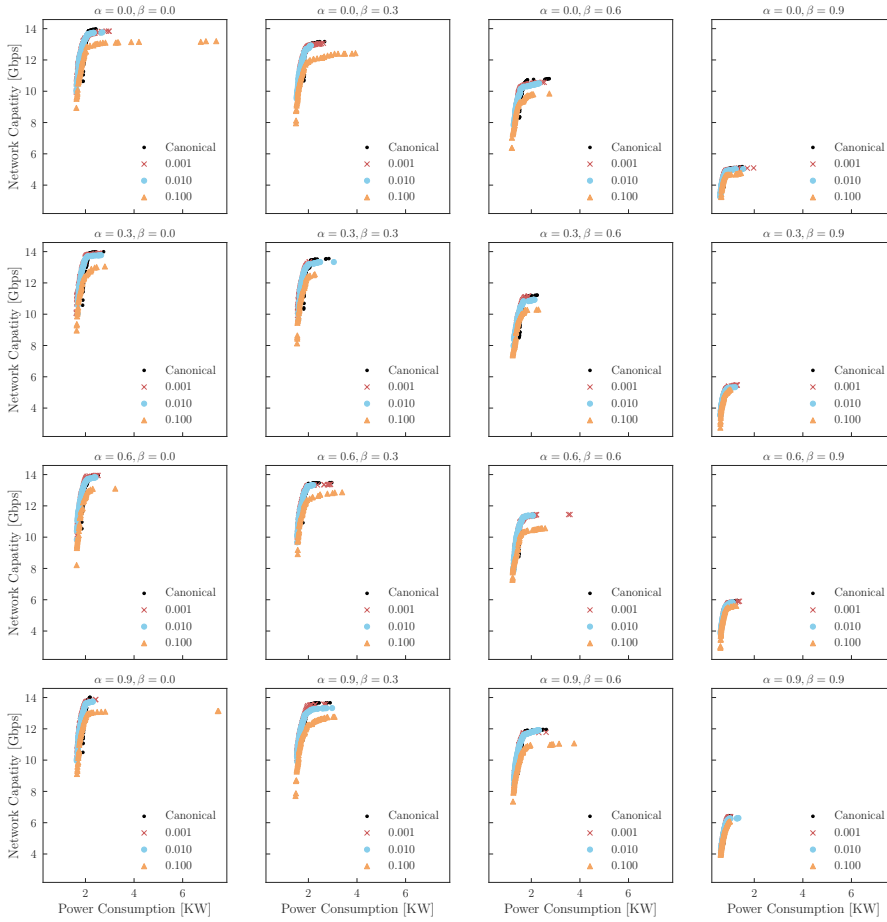 α = 0.0, β = 0.0
α = 0.0, β = 0.3
α = 0.0, β = 0.6
α = 0.0, β = 0.9
Network Capatity [Gbps]
14
12
10
8
6
4
Canonical
0.001
0.010
0.100
Canonical
0.001
0.010
0.100
Canonical
0.001
0.010
0.100
Canonical
0.001
0.010
0.100
α = 0.3, β = 0.0
α = 0.3, β = 0.3
α = 0.3, β = 0.6
α = 0.3, β = 0.9
Network Capatity [Gbps]
14
12
10
8
6
4
Canonical
0.001
0.010
0.100
Canonical
0.001
0.010
0.100
Canonical
0.001
0.010
0.100
Canonical
0.001
0.010
0.100
α = 0.6, β = 0.0
α = 0.6, β = 0.3
α = 0.6, β = 0.6
α = 0.6, β = 0.9
Network Capatity [Gbps]
14
12
10
8
6
4
Canonical
0.001
0.010
0.100
Canonical
0.001
0.010
0.100
Canonical
0.001
0.010
0.100
Canonical
0.001
0.010
0.100
α = 0.9, β = 0.0
α = 0.9, β = 0.3
α = 0.9, β = 0.6
α = 0.9, β = 0.9
Network Capatity [Gbps]
14
12
10
8
6
4
Canonical
0.001
0.010
0.100
Canonical
0.001
0.010
0.100
Canonical
0.001
0.010
0.100
Canonical
0.001
0.010
0.100
2 4 6
2 4 6
2 4 6
2 4 6
Power Consumption [KW]
Power Consumption [KW]
Power Consumption [KW]
Power Consumption [KW]